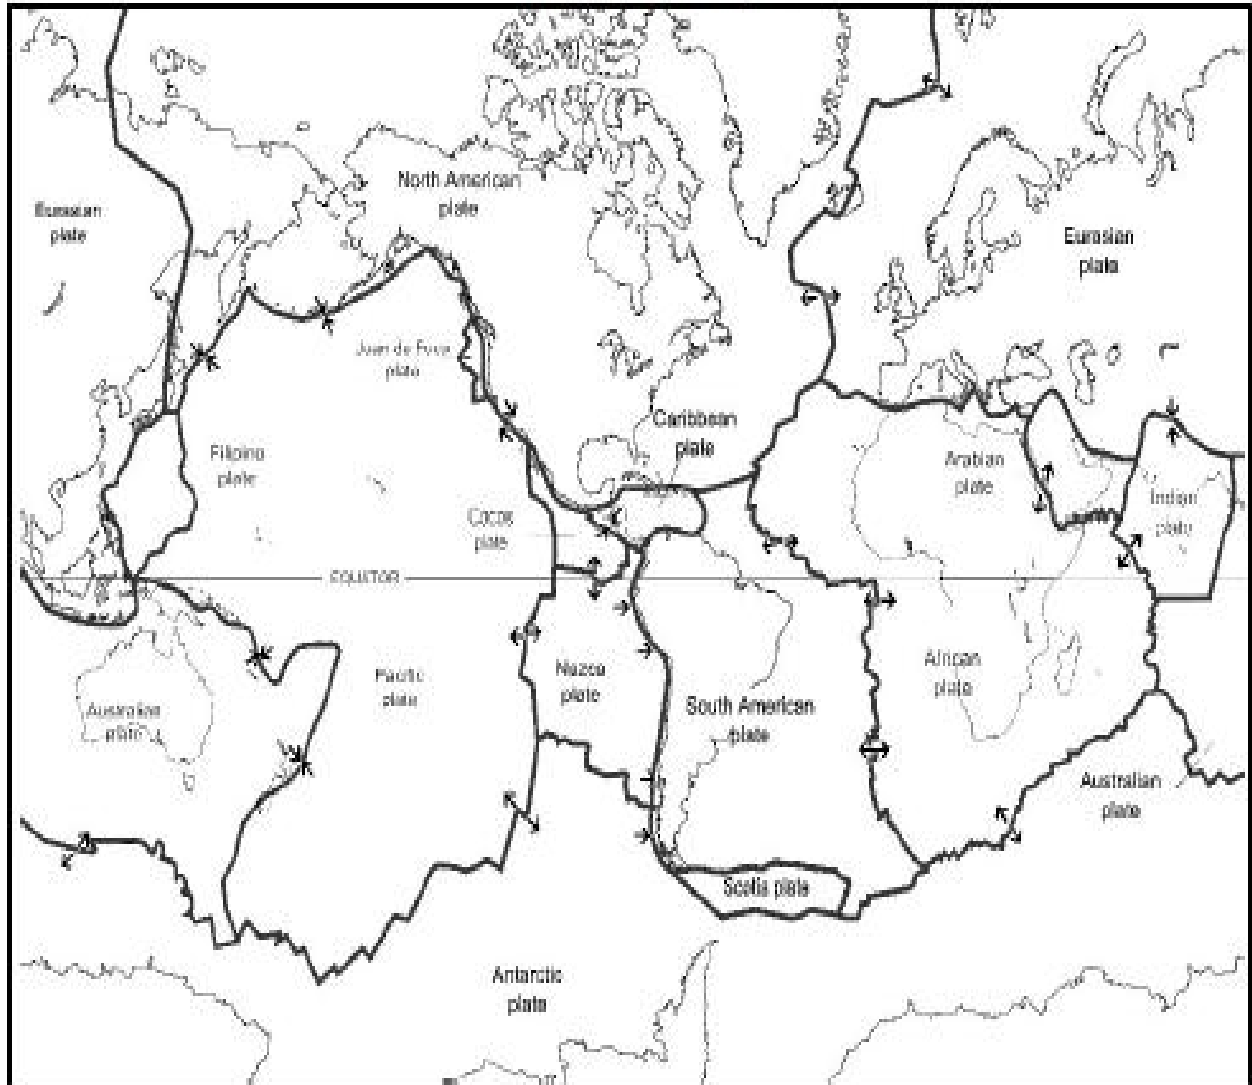 North American
plate
Eurasian
plate
Eurasian
plate
Juan de Fuca
plate
Caribbean
plate
Filipino
plate
Arabian
plate
Indian
plate
Cocos
plate
EQUATOR
Nazca
plate
African
plate
Pacific
plate
South American
plate
Australian
plate
Australian
plate
Scotia plate
Antarctic
plate